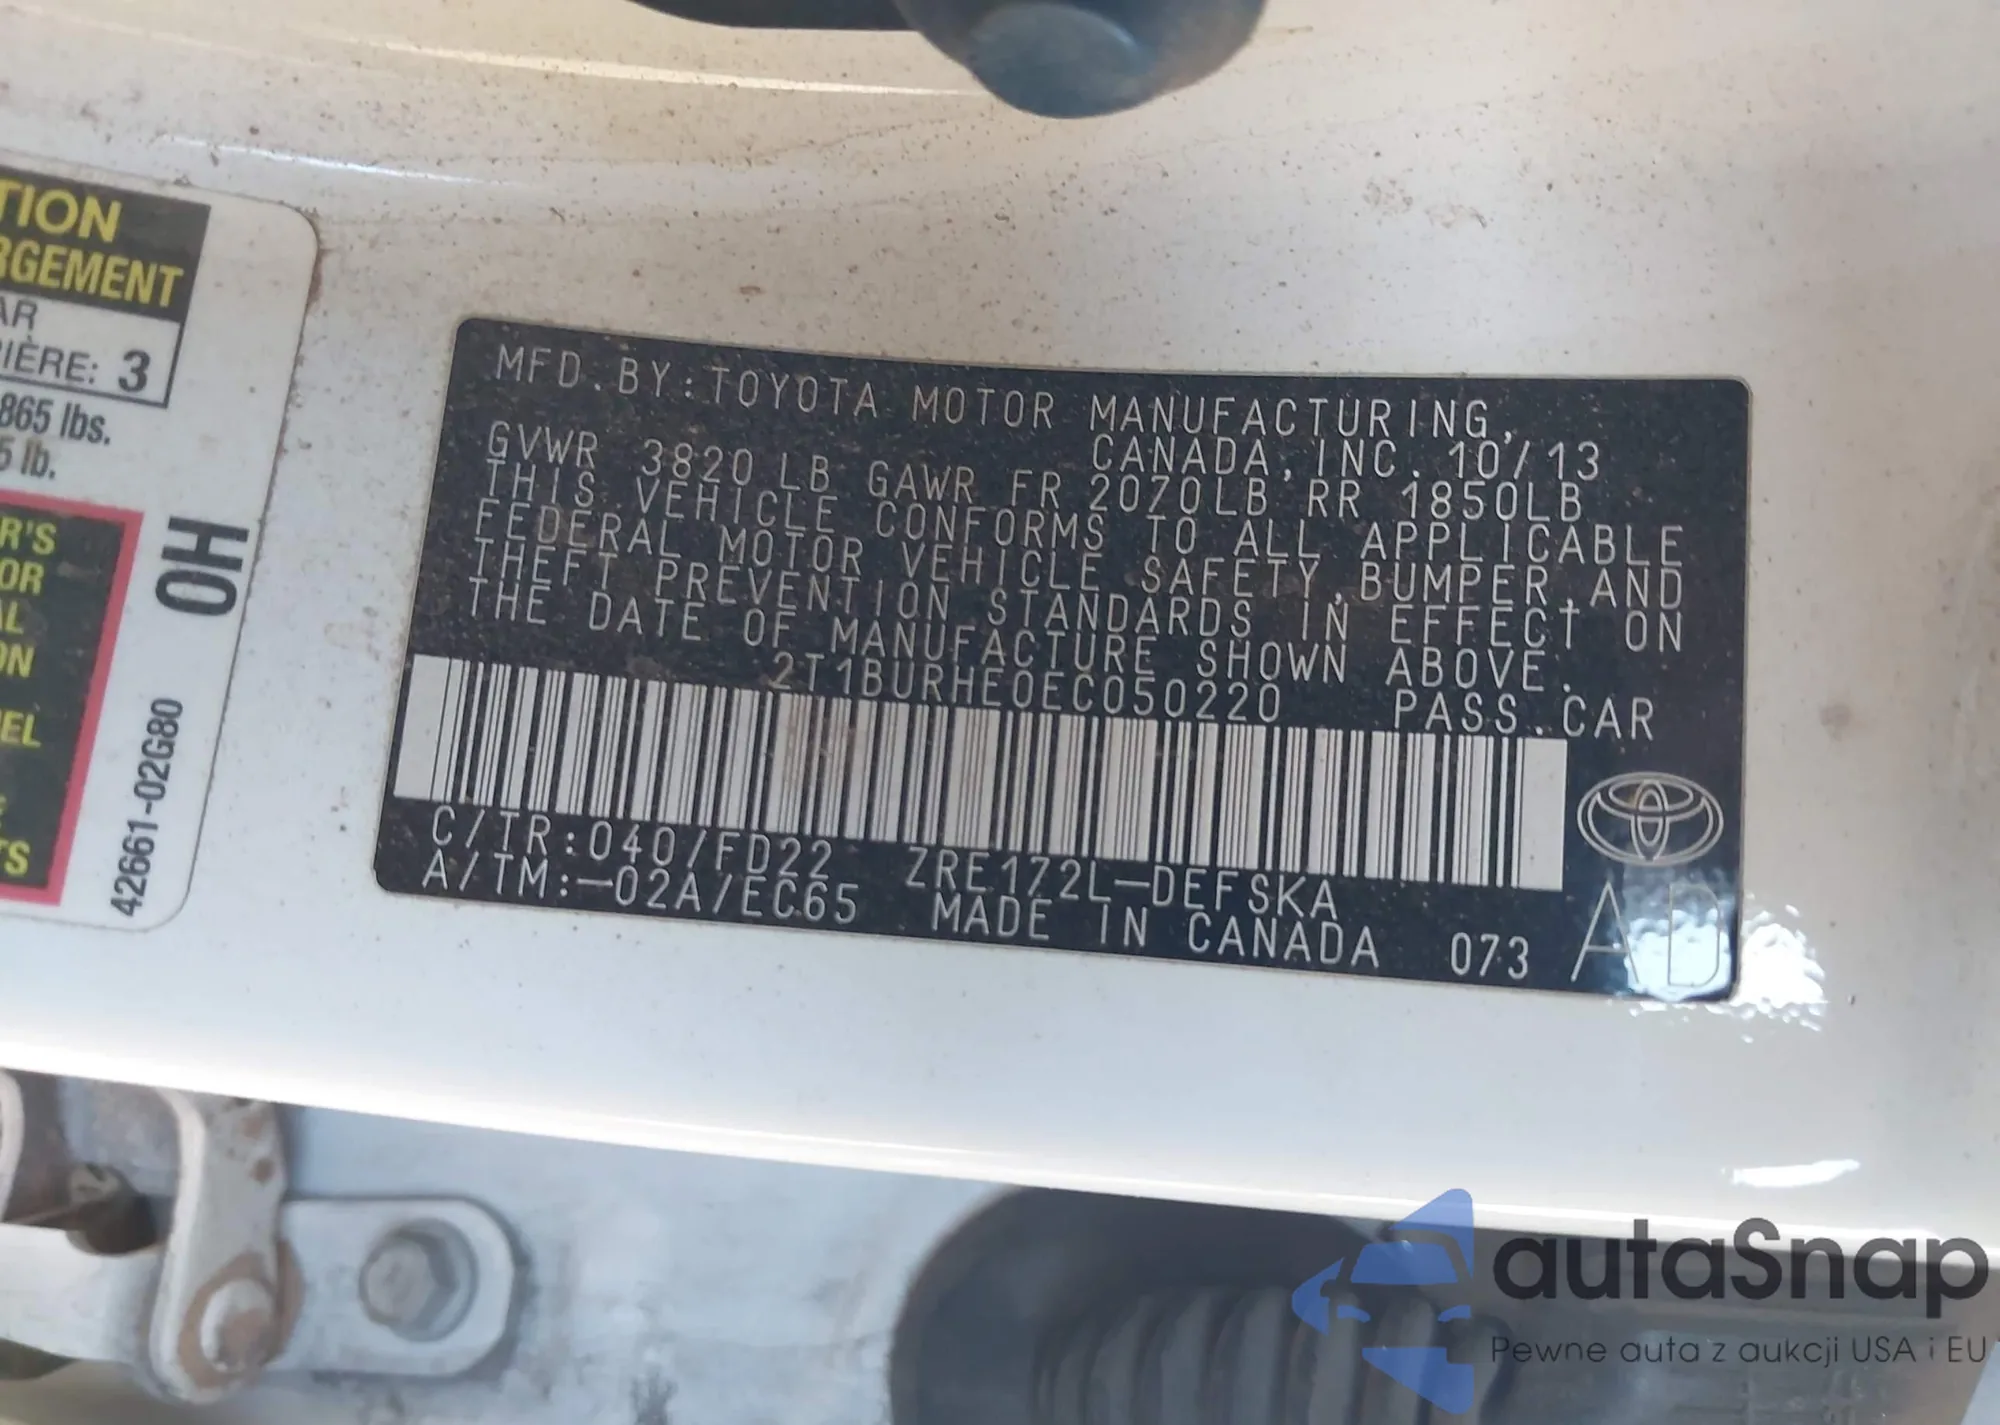 TION
RGEMENT
AR
IÈRE: 3
865 lbs.
5 lb.
R'S
OR
AL
ON
EL
TS
OH
42661-02G80
MFD. BY: TOYOTA MOTOR MANUFACTURING,
CANADA, INC. 10/13
GVWR 3820 LB GAWR FR 2070LB RR 1850LB
THIS VEHICLE CONFORMS TO ALL APPLICABLE
FEDERAL MOTOR VEHICLE SAFETY, BUMPER, AND
THEFT PREVENTION STANDARDS IN EFFECT ON
THE DATE OF MANUFACTURE SHOWN ABOVE.
2T1BURHE0EC050220 PASS. CAR
C/TR: 040/FD22 ZRE172L-DEFSKA
A/TM: -02A/EC65 MADE IN CANADA 073
AD
autaSnap
Pewne auta z aukcji USA i EU